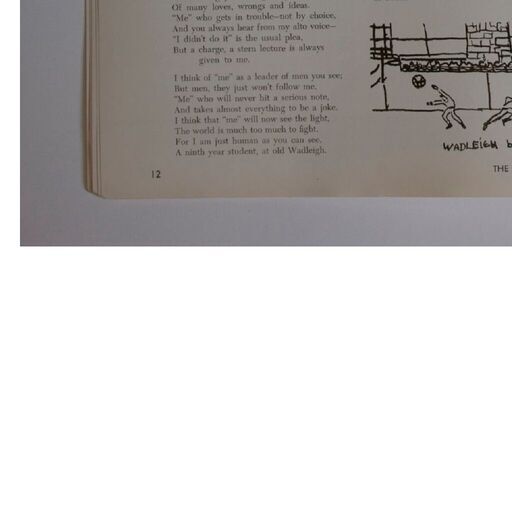 Of many loves, wrongs and ideas.
"Me" who gets in trouble—not by choice,
And you always hear from my alto voice—
"I didn't do it" is the usual plea,
But a charge, a stern lecture is always
given to me.
I think of "me" as a leader of men you see;
But men, they just won't follow me.
"Me" who will never hit a serious note,
And takes almost everything to be a joke.
I think that "me" will now see the light,
The world is much too much to fight.
For I am just human as you can see,
A ninth year student, at old Wadleigh.
12
WADLEIGH b
THE